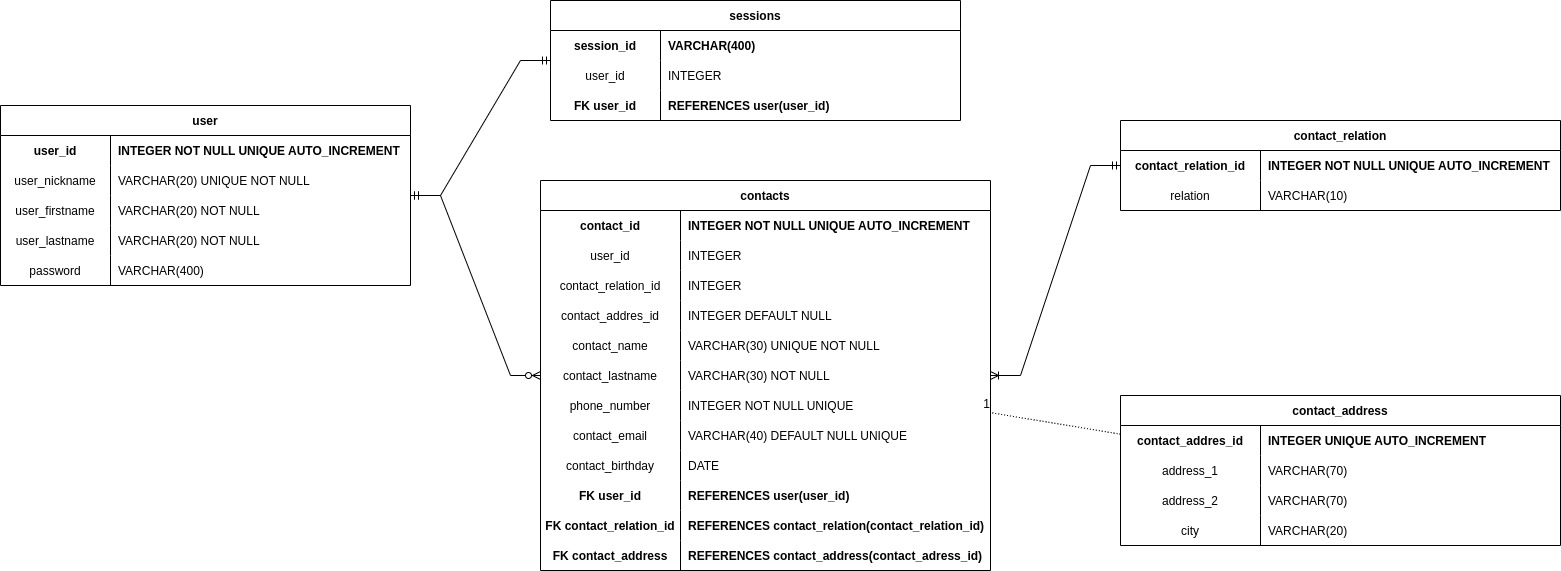 sessions
session_id VARCHAR(400)
user_id INTEGER
FK user_id REFERENCES user(user_id)
user
user_id INTEGER NOT NULL UNIQUE AUTO_INCREMENT
user_nickname VARCHAR(20) UNIQUE NOT NULL
user_firstname VARCHAR(20) NOT NULL
user_lastname VARCHAR(20) NOT NULL
password VARCHAR(400)
contacts
contact_id INTEGER NOT NULL UNIQUE AUTO_INCREMENT
user_id INTEGER
contact_relation_id INTEGER
contact_addres_id INTEGER DEFAULT NULL
contact_name VARCHAR(30) UNIQUE NOT NULL
contact_lastname VARCHAR(30) NOT NULL
phone_number INTEGER NOT NULL UNIQUE
contact_email VARCHAR(40) DEFAULT NULL UNIQUE
contact_birthday DATE
FK user_id REFERENCES user(user_id)
FK contact_relation_id REFERENCES contact_relation(contact_relation_id)
FK contact_address REFERENCES contact_address(contact_adress_id)
1
contact_relation
contact_relation_id INTEGER NOT NULL UNIQUE AUTO_INCREMENT
relation VARCHAR(10)
contact_address
contact_addres_id INTEGER UNIQUE AUTO_INCREMENT
address_1 VARCHAR(70)
address_2 VARCHAR(70)
city VARCHAR(20)